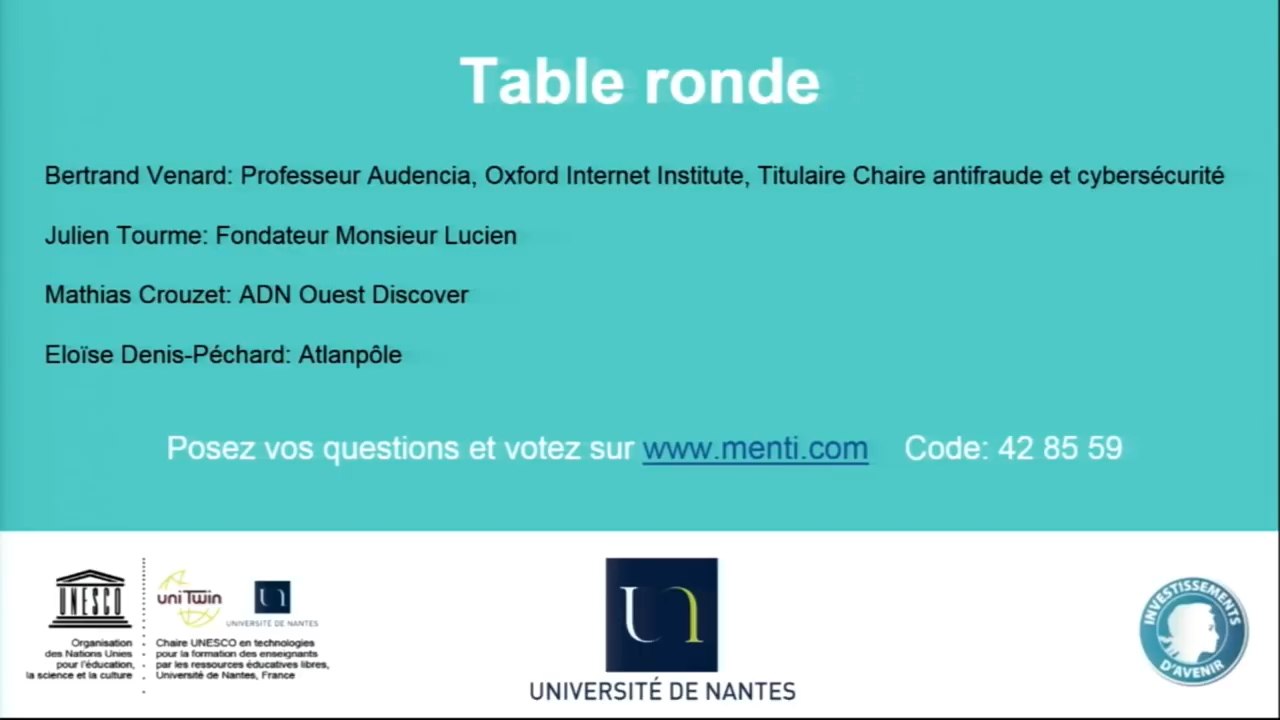 Table ronde
Bertrand Venard: Professeur Audencia, Oxford Internet Institute, Titulaire Chaire antifraude et cybersécurité
Julien Tourme: Fondateur Monsieur Lucien
Mathias Crouzet: ADN Ouest Discover
Eloïse Denis-Péchard: Atlanpôle
Posez vos questions et votez sur www.menti.com Code: 42 85 59
UNESCO
Organisation
des Nations Unies
pour l'éducation,
la science et la culture
uniTwin
UNIVERSITÉ DE NANTES
Chaire UNESCO en technologies
pour la formation des enseignants
par les ressources éducatives libres,
Université de Nantes, France
UN
UNIVERSITÉ DE NANTES
INVESTISSEMENTS
D'AVENIR